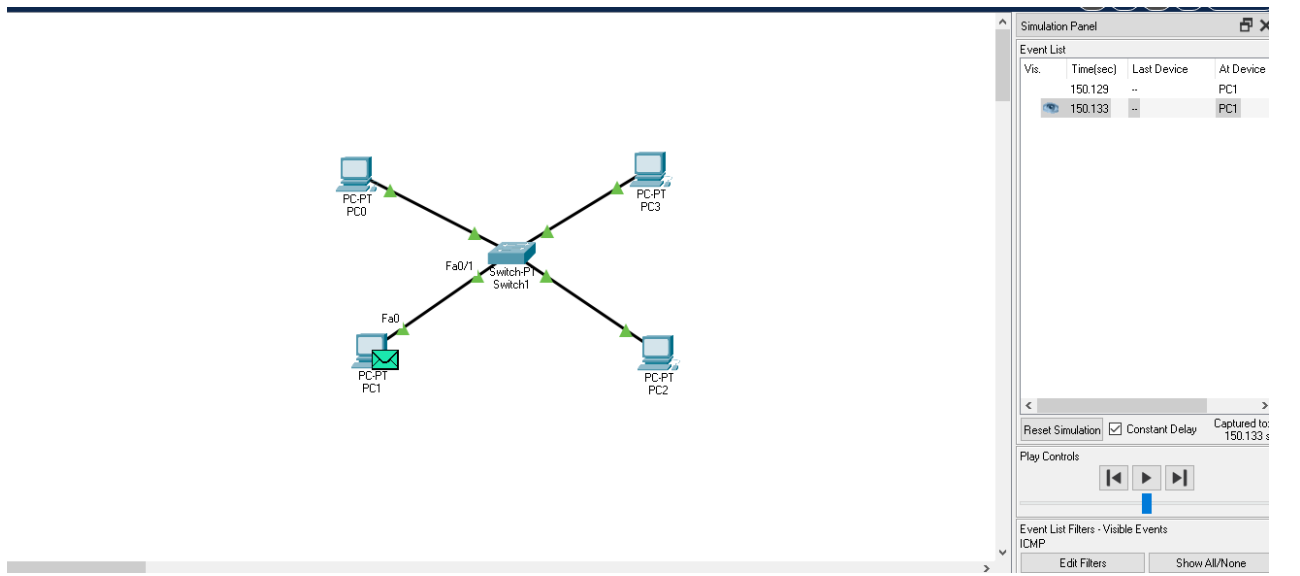 Simulation Panel
Event List
Vis. Time(sec) Last Device At Device
150.129 -- PC1
150.133 -- PC1
PC-PT
PC0
PC-PT
PC3
Fa0/1
Switch-PT
Switch1
Fa0
PC-PT
PC1
PC-PT
PC2
Reset Simulation Constant Delay Captured to:
150.133 s
Play Controls
Event List Filters - Visible Events
ICMP
Edit Filters Show All/None